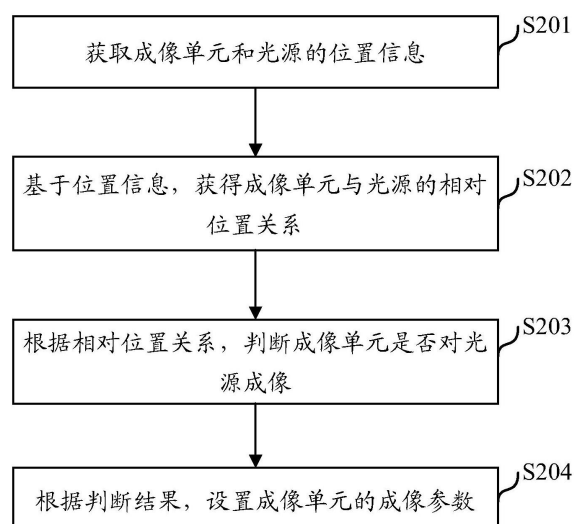 S201
获取成像单元和光源的位置信息
S202
基于位置信息，获得成像单元与光源的相对
位置关系
S203
根据相对位置关系，判断成像单元是否对光
源成像
S204
根据判断结果，设置成像单元的成像参数